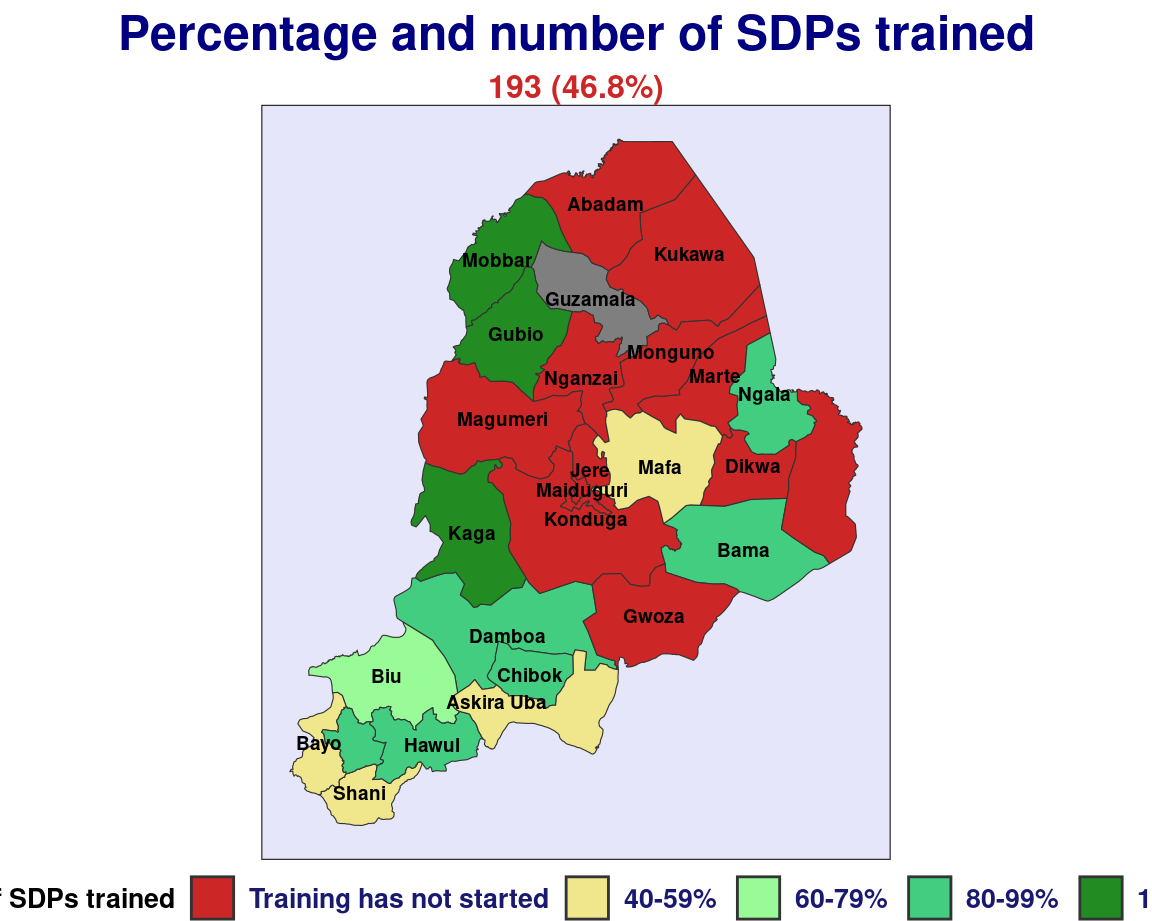 Percentage and number of SDPs trained
193 (46.8%)
Abadam
Kukawa
Mobbar
Guzamala
Gubio
Monguno
Nganzai
Marte
Ngala
Magumeri
Jere
Mafa
Dikwa
Maiduguri
Konduga
Kaga
Bama
Gwoza
Damboa
Biu
Chibok
Askira Uba
Bayo
Hawul
Shani
SDPs trained Training has not started 40-59% 60-79% 80-99% 1